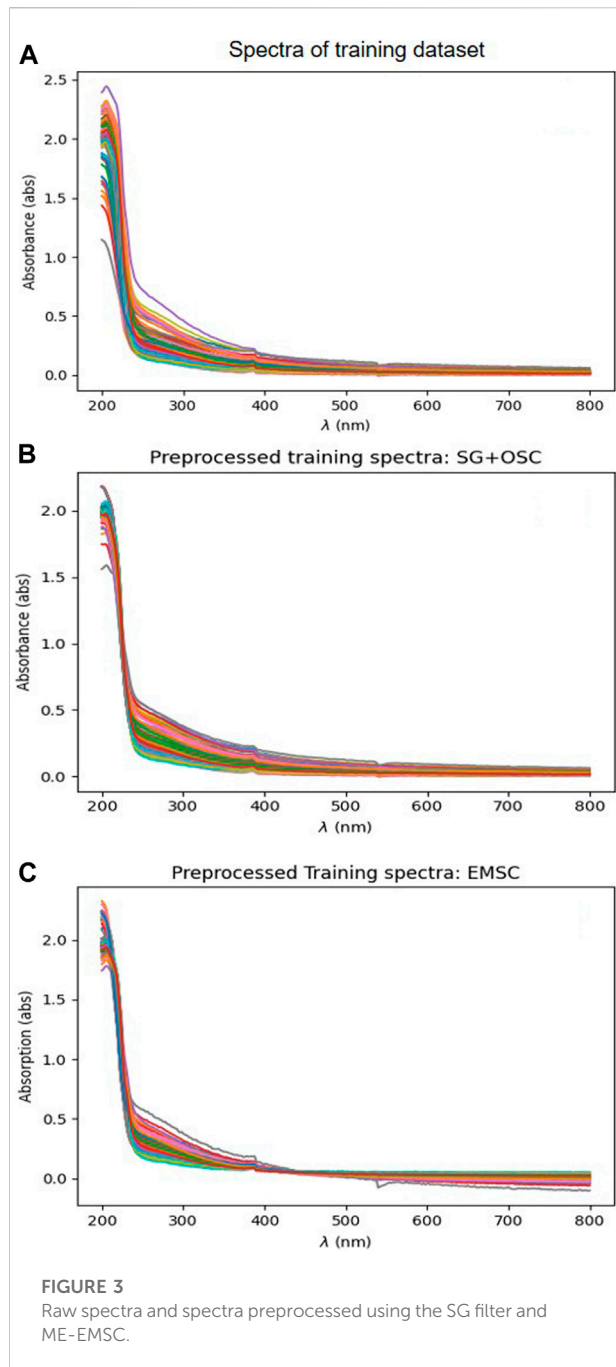 A
Spectra of training dataset
2.5
2.0
1.5
1.0
0.5
0.0
Absorbance (abs)
200 300 400 500 600 700 800
λ (nm)
B
Preprocessed training spectra: SG+OSC
2.0
1.5
1.0
0.5
0.0
Absorbance (abs)
200 300 400 500 600 700 800
λ (nm)
C
Preprocessed Training spectra: EMSC
2.0
1.5
1.0
0.5
0.0
Absorption (abs)
200 300 400 500 600 700 800
λ (nm)
FIGURE 3
Raw spectra and spectra preprocessed using the SG filter and
ME-EMSC.